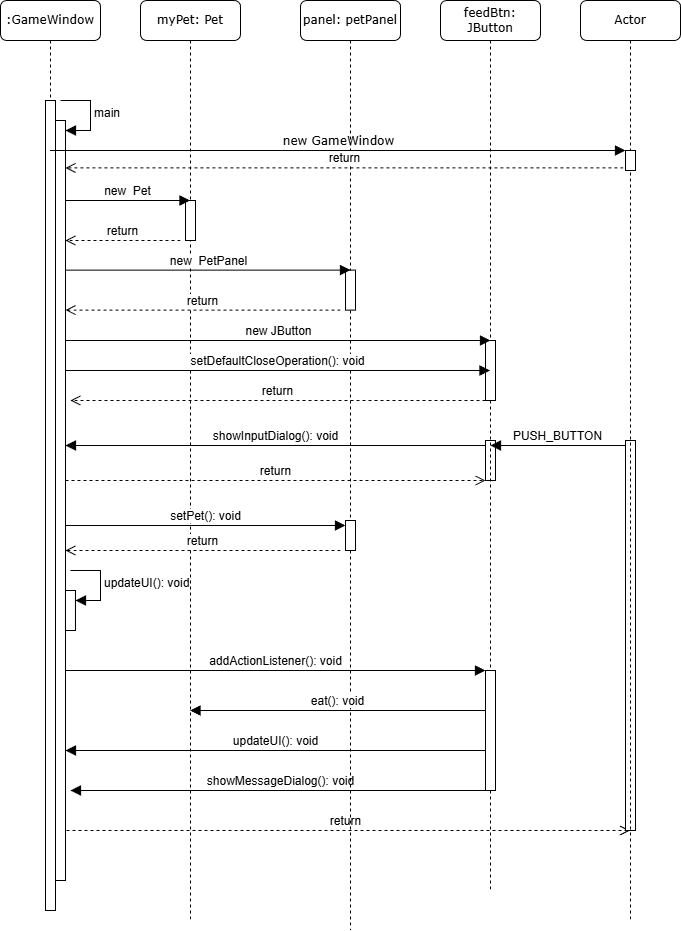 :GameWindow
myPet: Pet
panel: petPanel
feedBtn:
JButton
Actor
main
new GameWindow
return
new  Pet
return
new  PetPanel
return
new JButton
setDefaultCloseOperation(): void
return
showInputDialog(): void
PUSH_BUTTON
return
setPet(): void
return
updateUI(): void
addActionListener(): void
eat(): void
updateUI(): void
showMessageDialog(): void
return